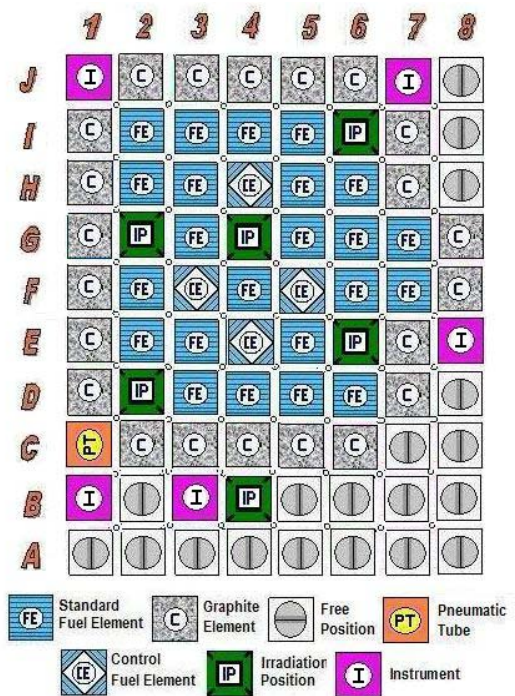 1 2 3 4 5 6 7 8
J I C C C C C I
I C FE FE FE FE IP C
H C FE FE CE FE FE C
G C IP FE IP FE FE FE C
F C FE CE FE CE FE FE C
E C FE FE CE FE IP C I
D C IP FE FE FE FE C
C PT C C C C C
B I I IP
A
FE Standard Fuel Element
C Graphite Element
Free Position
PT Pneumatic Tube
CE Control Fuel Element
IP Irradiation Position
I Instrument